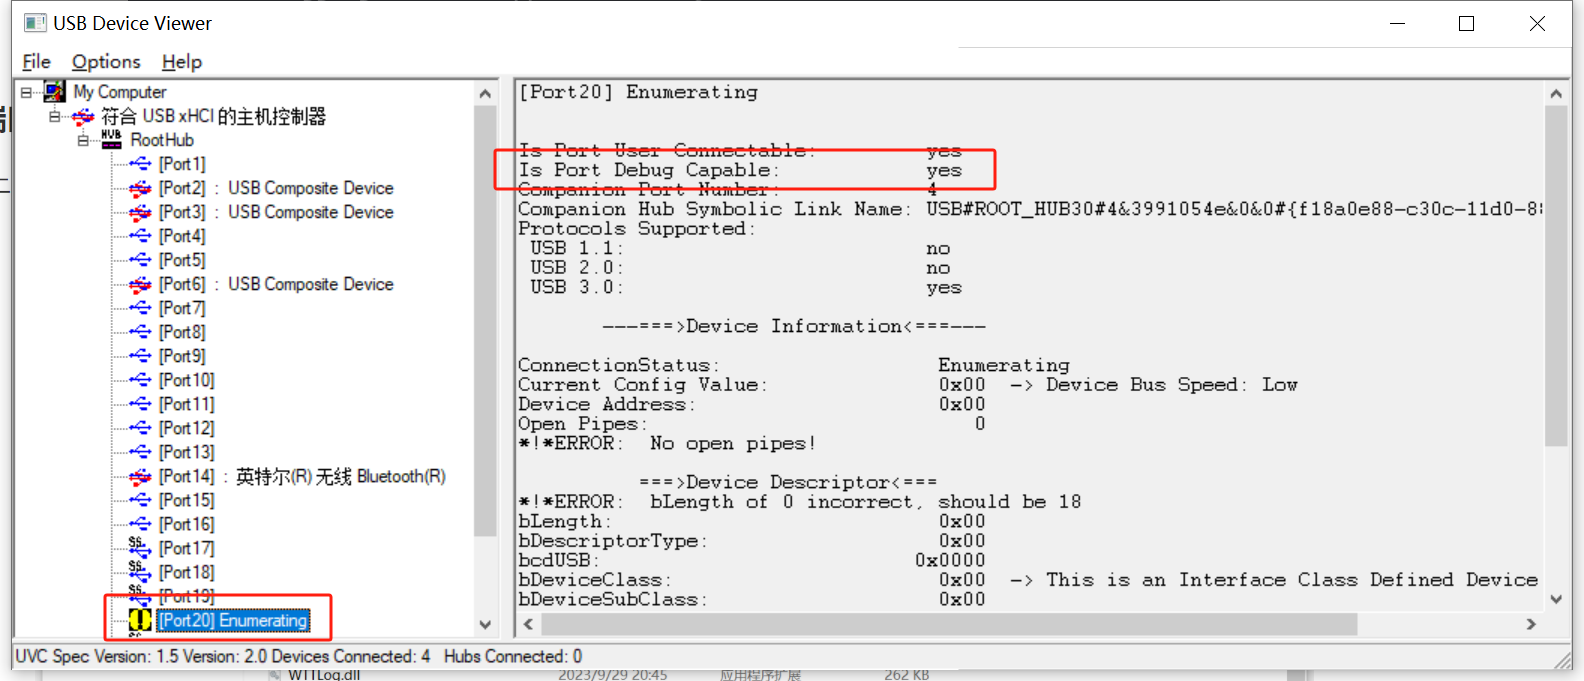 USB Device Viewer
File Options Help
My Computer
符合 USB xHCI 的主机控制器
RootHub
[Port1]
[Port2] : USB Composite Device
[Port3] : USB Composite Device
[Port4]
[Port5]
[Port6] : USB Composite Device
[Port7]
[Port8]
[Port9]
[Port10]
[Port11]
[Port12]
[Port13]
[Port14] : 英特尔(R) 无线 Bluetooth(R)
[Port15]
[Port16]
[Port17]
[Port18]
[Port19]
[Port20] Enumerating
[Port20] Enumerating
Is Port User Connectable: yes
Is Port Debug Capable: yes
Companion Port Number: 4
Companion Hub Symbolic Link Name: USB#ROOT_HUB30#4&3991054e&0&0#{f18a0e88-c30c-11d0-8
Protocols Supported:
USB 1.1: no
USB 2.0: no
USB 3.0: yes
---===>Device Information<===---
ConnectionStatus: Enumerating
Current Config Value: 0x00 -> Device Bus Speed: Low
Device Address: 0x00
Open Pipes: 0
*!*ERROR: No open pipes!
===>Device Descriptor<===
*!*ERROR: bLength of 0 incorrect, should be 18
bLength: 0x00
bDescriptorType: 0x00
bcdUSB: 0x0000
bDeviceClass: 0x00 -> This is an Interface Class Defined Device
bDeviceSubClass: 0x00
UVC Spec Version: 1.5 Version: 2.0 Devices Connected: 4 Hubs Connected: 0
WTTLog.dll 2023/9/29 20:45 应用程序扩展 262 KB